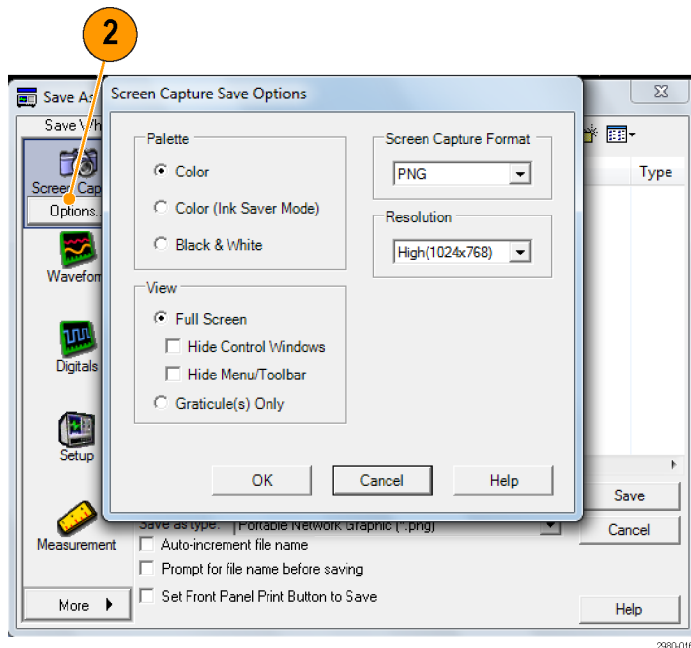 2
Save As
Screen Capture Save Options
Save Wh
Palette
Color
Color (Ink Saver Mode)
Black & White
Screen Capture Format
PNG
Resolution
High(1024x768)
Type
Screen Cap
Options..
Waveform
Digitals
Setup
Measurement
More
View
Full Screen
Hide Control Windows
Hide Menu/Toolbar
Graticule(s) Only
OK
Cancel
Help
Save as type: Portable Network Graphic (*.png)
Auto-increment file name
Prompt for file name before saving
Set Front Panel Print Button to Save
Save
Cancel
Help
2980-016